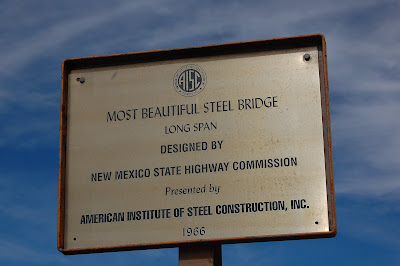 AISC
MOST BEAUTIFUL STEEL BRIDGE
LONG SPAN
DESIGNED BY
NEW MEXICO STATE HIGHWAY COMMISSION
Presented by
AMERICAN INSTITUTE OF STEEL CONSTRUCTION, INC.
1966